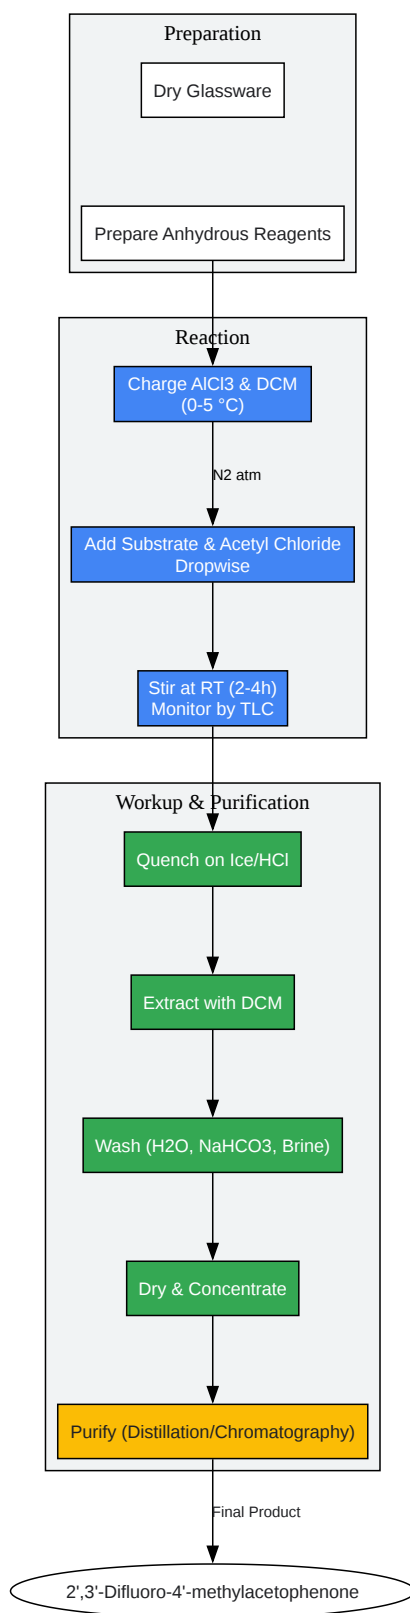 Preparation
Dry Glassware
Prepare Anhydrous Reagents
Reaction
Charge AlCl3 & DCM
(0-5 °C)
N2 atm
Add Substrate & Acetyl Chloride
Dropwise
Stir at RT (2-4h)
Monitor by TLC
Workup & Purification
Quench on Ice/HCl
Extract with DCM
Wash (H2O, NaHCO3, Brine)
Dry & Concentrate
Purify (Distillation/Chromatography)
Final Product
2',3'-Difluoro-4'-methylacetophenone